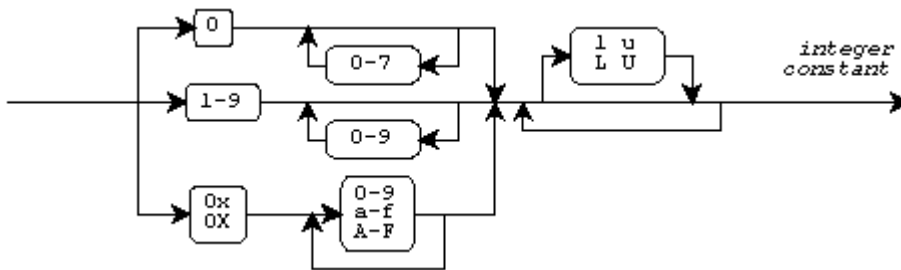 0
0-7
l u
L U
integer
constant
1-9
0-9
0x
0X
0-9
a-f
A-F